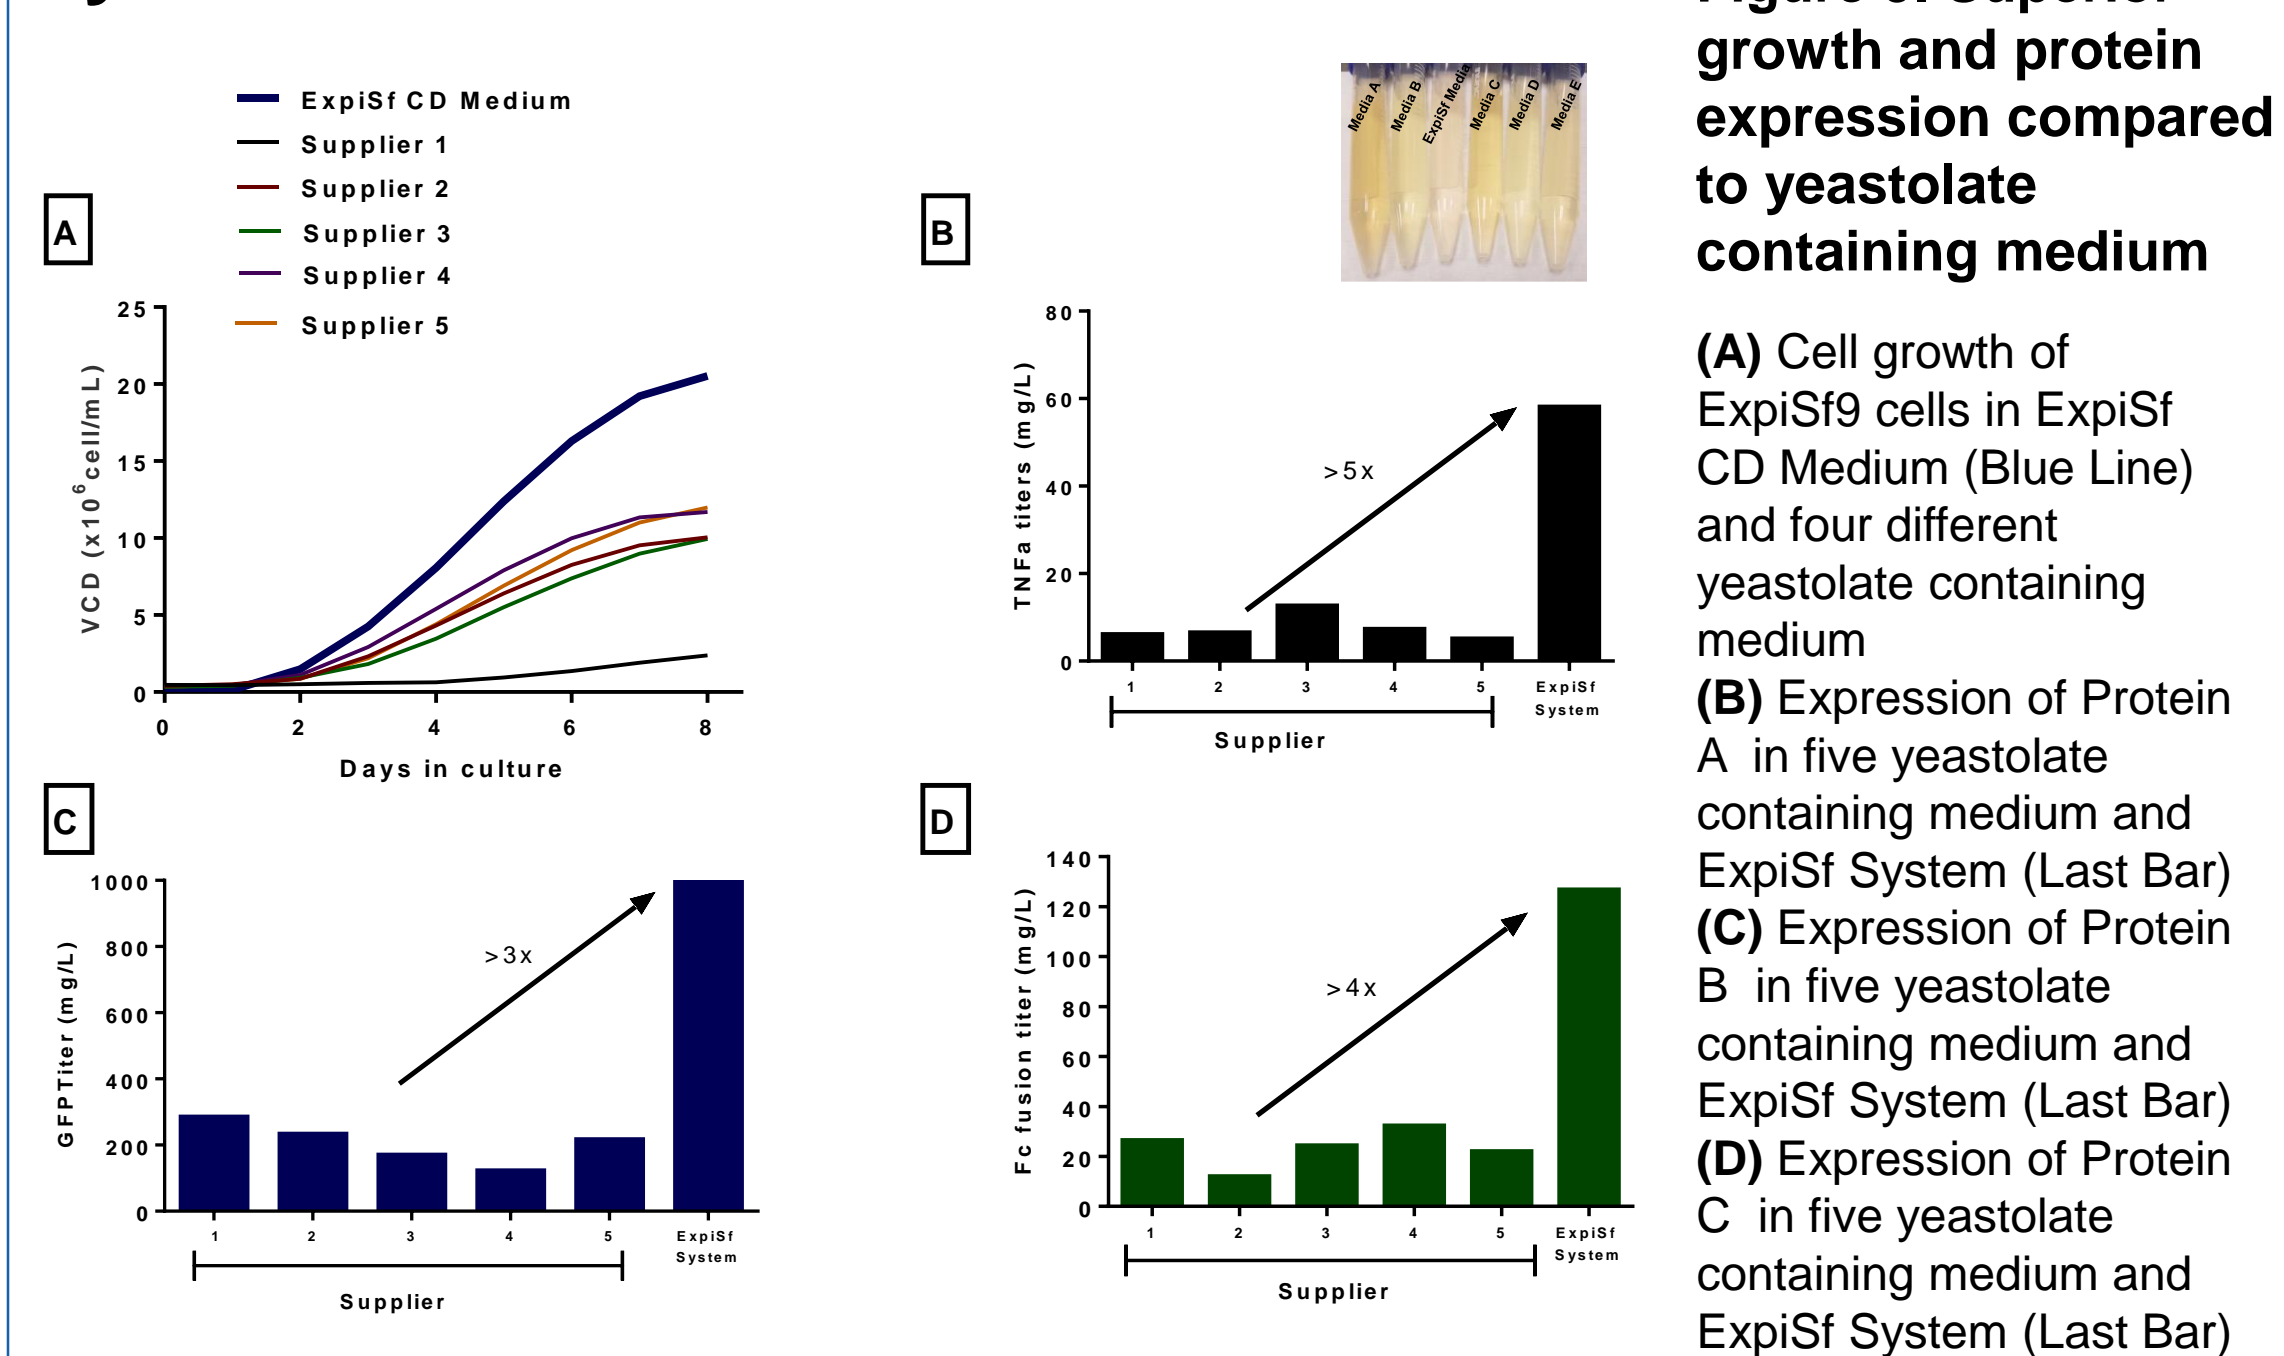 ExpiSf CD Medium
Supplier 1
Supplier 2
Supplier 3
Supplier 4
Supplier 5
A
25
20
15
10
5
0
VCD (x10^6 cell/mL)
0 2 4 6 8
Days in culture
B
Media A
Media B
ExpiSf Media
Media C
Media D
Media E
80
60
40
20
0
TNFa titers (mg/L)
>5x
1 2 3 4 5 ExpiSf
System
Supplier
C
1000
800
600
400
200
0
GFPTiter (mg/L)
>3x
1 2 3 4 5 ExpiSf
System
Supplier
D
140
120
100
80
60
40
20
0
Fc fusion titer (mg/L)
>4x
1 2 3 4 5 ExpiSf
System
Supplier
growth and protein
expression compared
to yeastolate
containing medium
(A) Cell growth of
ExpiSf9 cells in ExpiSf
CD Medium (Blue Line)
and four different
yeastolate containing
medium
(B) Expression of Protein
A in five yeastolate
containing medium and
ExpiSf System (Last Bar)
(C) Expression of Protein
B in five yeastolate
containing medium and
ExpiSf System (Last Bar)
(D) Expression of Protein
C in five yeastolate
containing medium and
ExpiSf System (Last Bar)